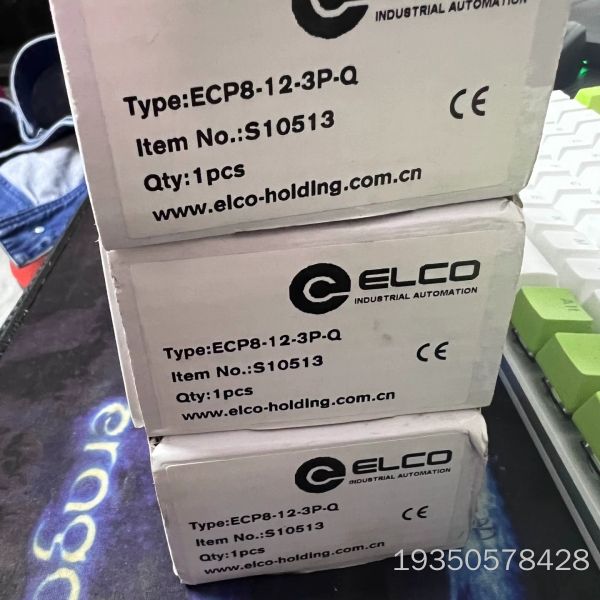 INDUSTRIAL AUTOMATION
Type:ECP8-12-3P-Q
Item No.:S10513
Qty:1pcs
www.elco-holding.com.cn
CE
ELCO
INDUSTRIAL AUTOMATION
Type:ECP8-12-3P-Q
Item No.:S10513
Qty:1pcs
www.elco-holding.com.cn
CE
ELCO
INDUSTRIAL AUTOMATION
Type:ECP8-12-3P-Q
Item No.:S10513
Qty:1pcs
www.elco-holding.com.cn
CE
Alt
19350578428